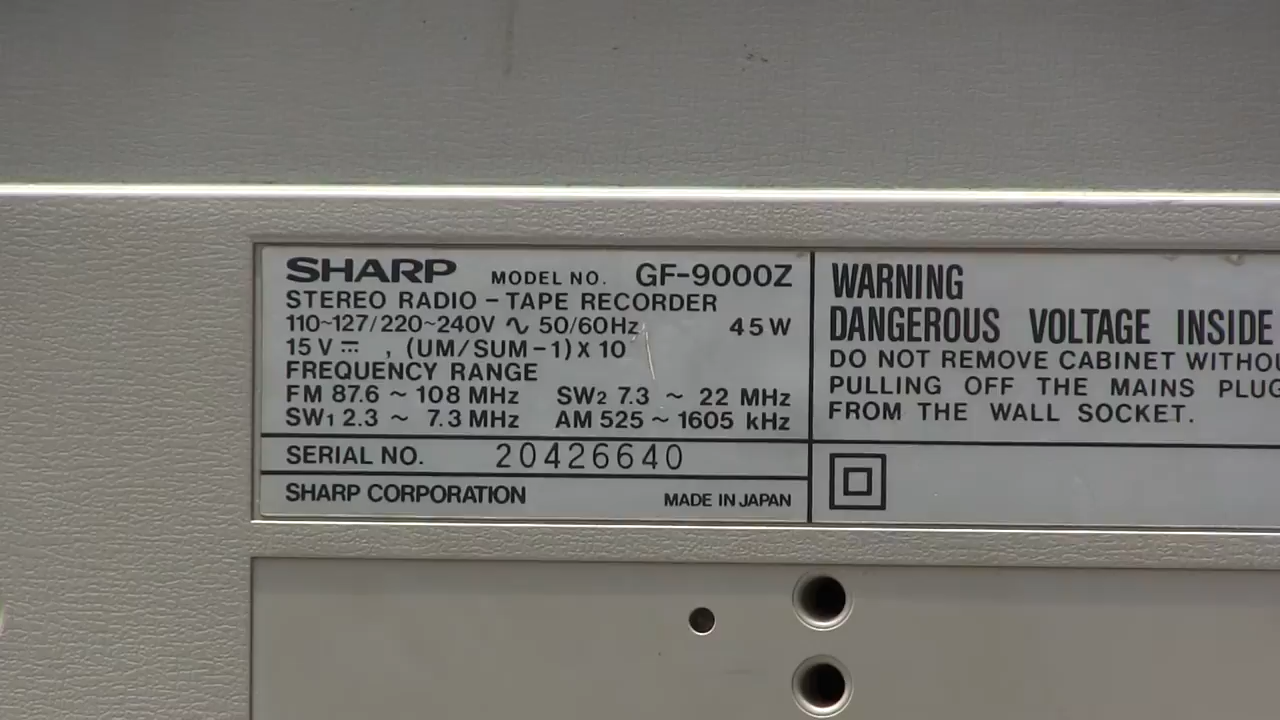 SHARP MODEL NO. GF-9000Z
STEREO RADIO - TAPE RECORDER
110~127/220~240V ∿ 50/60Hz 45W
15V ⎓ , (UM/SUM-1) X 10
FREQUENCY RANGE
FM 87.6 ~ 108 MHz SW2 7.3 ~ 22 MHz
SW1 2.3 ~ 7.3 MHz AM 525 ~ 1605 kHz
SERIAL NO. 20426640
SHARP CORPORATION MADE IN JAPAN
WARNING
DANGEROUS VOLTAGE INSIDE
DO NOT REMOVE CABINET
PULLING OFF THE MAINS
FROM THE WALL SOCKET.